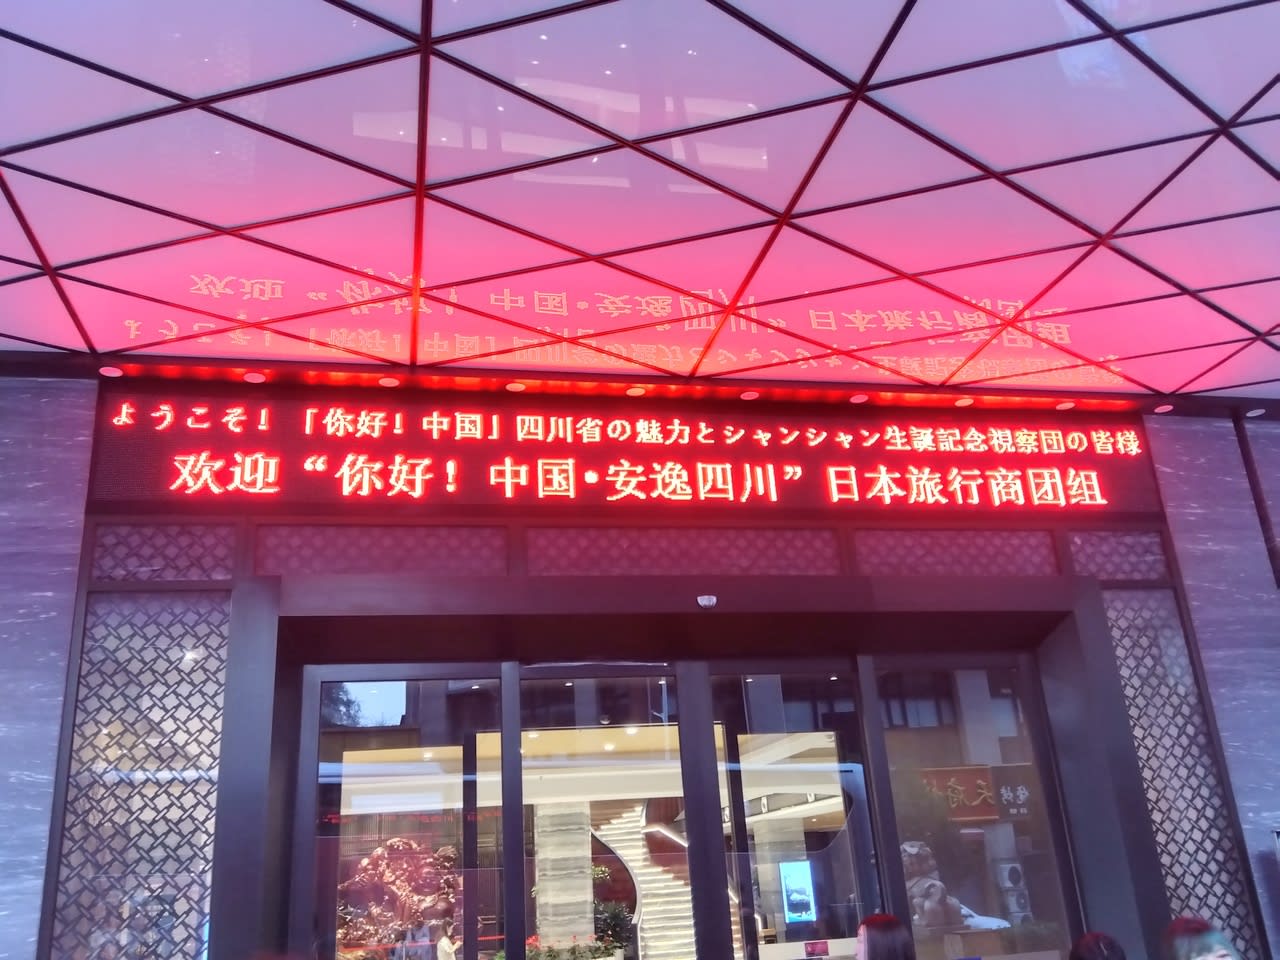 ようこそ！「你好！中国」四川省の魅力とシャンシャン生誕記念視察団の皆様
欢迎“你好！中国·安逸四川”日本旅行商团组